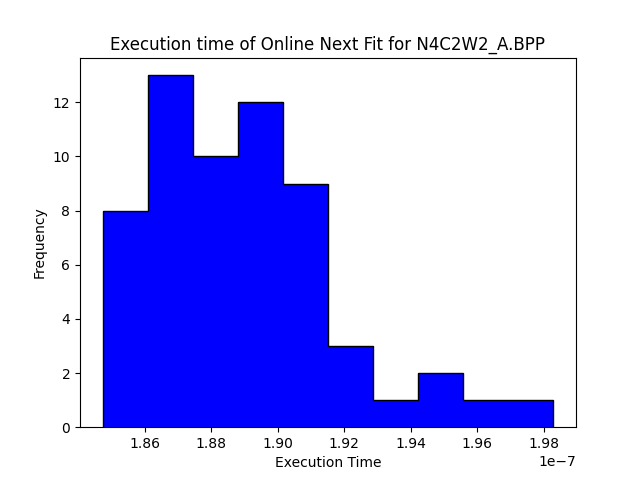 Execution time of Online Next Fit for N4C2W2_A.BPP
12
10
8
6
4
2
0
Frequency
1.86 1.88 1.90 1.92 1.94 1.96 1.98
1e−7
Execution Time